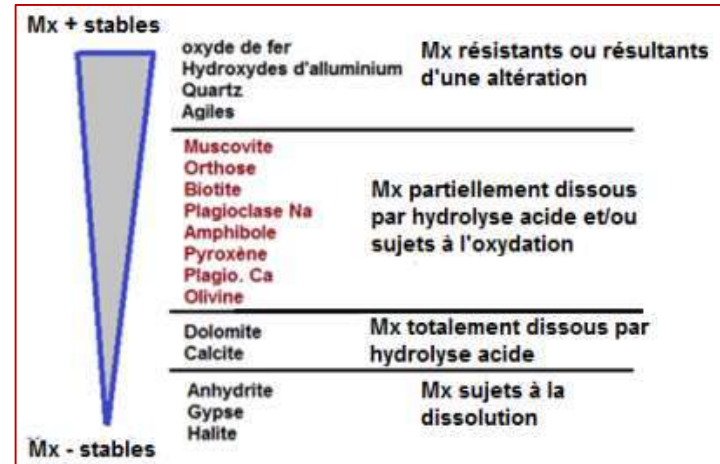 Mx + stables
oxyde de fer
Hydroxydes d'alluminium
Quartz
Agiles
Mx résistants ou résultants
d'une altération
Muscovite
Orthose
Biotite
Plagioclase Na
Amphibole
Pyroxène
Plagio. Ca
Olivine
Mx partiellement dissous
par hydrolyse acide et/ou
sujets à l'oxydation
Dolomite
Calcite
Mx totalement dissous par
hydrolyse acide
Anhydrite
Gypse
Halite
Mx sujets à la
dissolution
Mx - stables